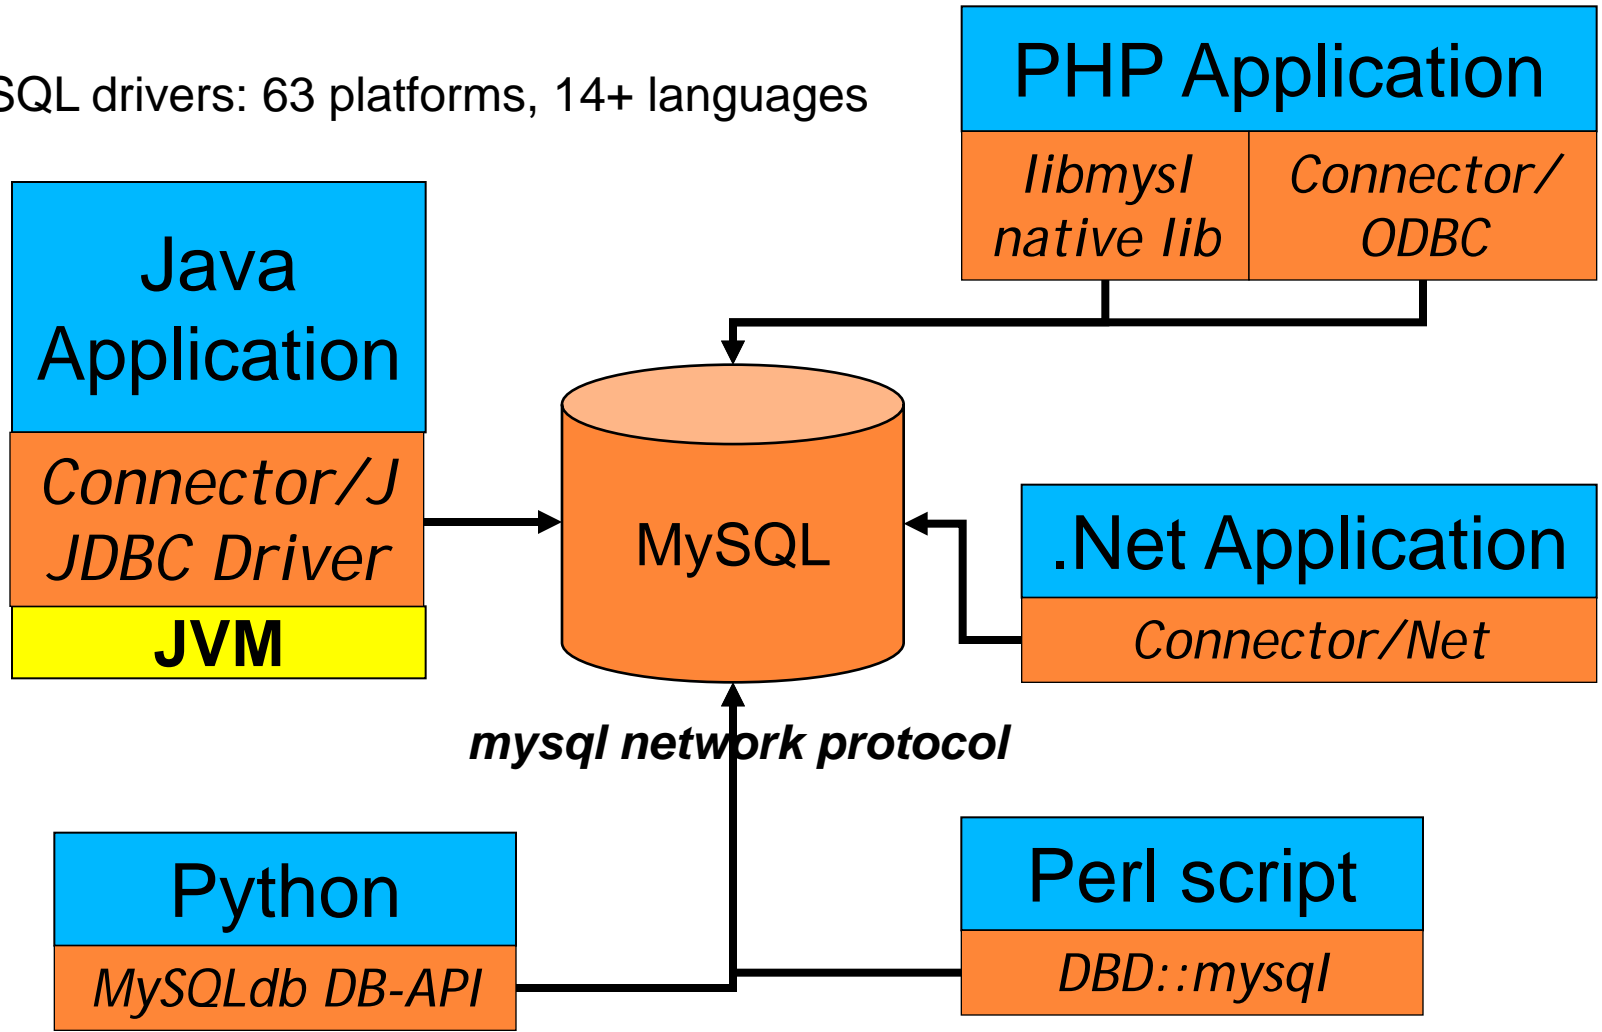 SQL drivers: 63 platforms, 14+ languages
PHP Application
libmysl
native lib
Connector/
ODBC
Java
Application
Connector/J
JDBC Driver
JVM
MySQL
.Net Application
Connector/Net
mysql network protocol
Python
MySQLdb DB-API
Perl script
DBD::mysql